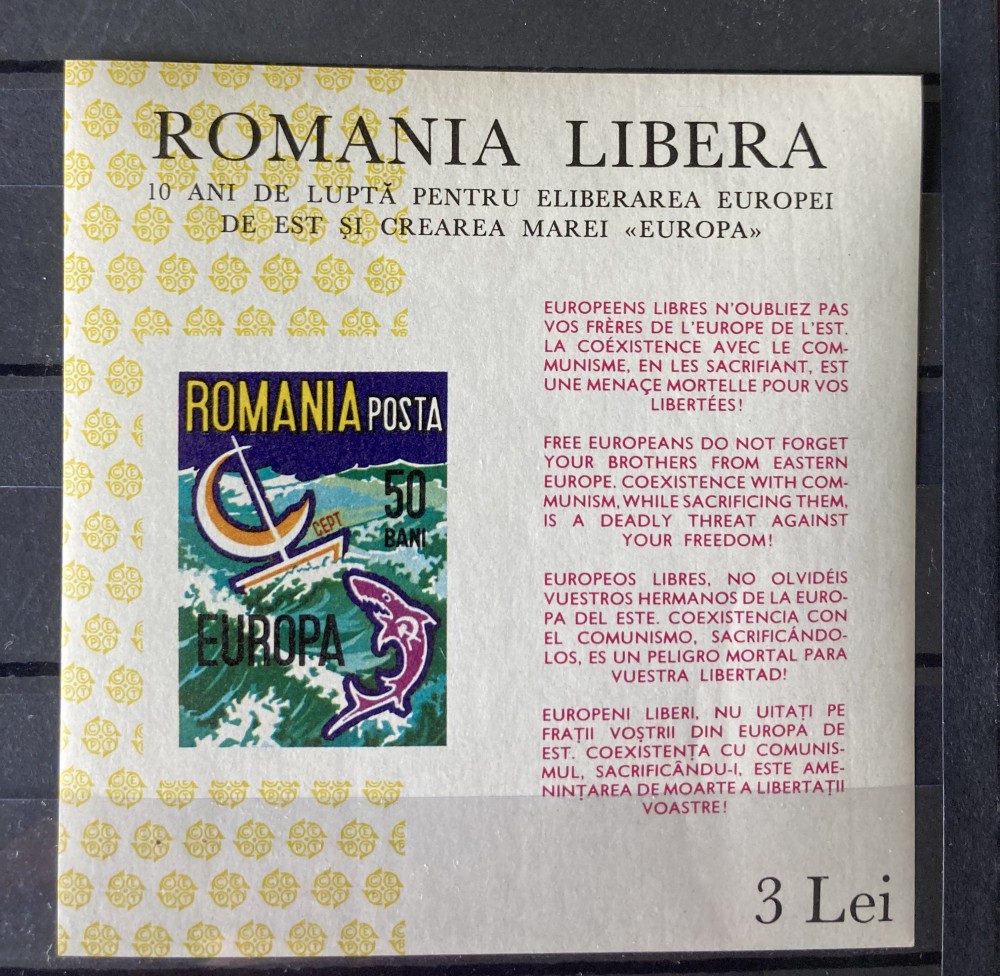 ROMANIA LIBERA
10 ANI DE LUPTĂ PENTRU ELIBERAREA EUROPEI
DE EST ȘI CREAREA MAREI «EUROPA»
ROMANIA POSTA
50
BANI
CEPT
EUROPA
EUROPEENS LIBRES N'OUBLIEZ PAS
VOS FRÈRES DE L'EUROPE DE L'EST.
LA COÉXISTENCE AVEC LE COM-
MUNISME, EN LES SACRIFIANT, EST
UNE MENAÇE MORTELLE POUR VOS
LIBERTÉES!
FREE EUROPEANS DO NOT FORGET
YOUR BROTHERS FROM EASTERN
EUROPE. COEXISTENCE WITH COM-
MUNISM, WHILE SACRIFICING THEM,
IS A DEADLY THREAT AGAINST
YOUR FREEDOM!
EUROPEOS LIBRES, NO OLVIDÉIS
VUESTROS HERMANOS DE LA EURO-
PA DEL ESTE. COEXISTENCIA CON
EL COMUNISMO, SACRIFICÁNDO-
LOS, ES UN PELIGRO MORTAL PARA
VUESTRA LIBERTAD!
EUROPENI LIBERI, NU UITAȚI PE
FRAȚII VOȘTRII DIN EUROPA DE
EST. COEXISTENȚA CU COMUNIS-
MUL, SACRIFICÂNDU-I, ESTE AME-
NINȚAREA DE MOARTE A LIBERTAȚII
VOASTRE!
3 Lei